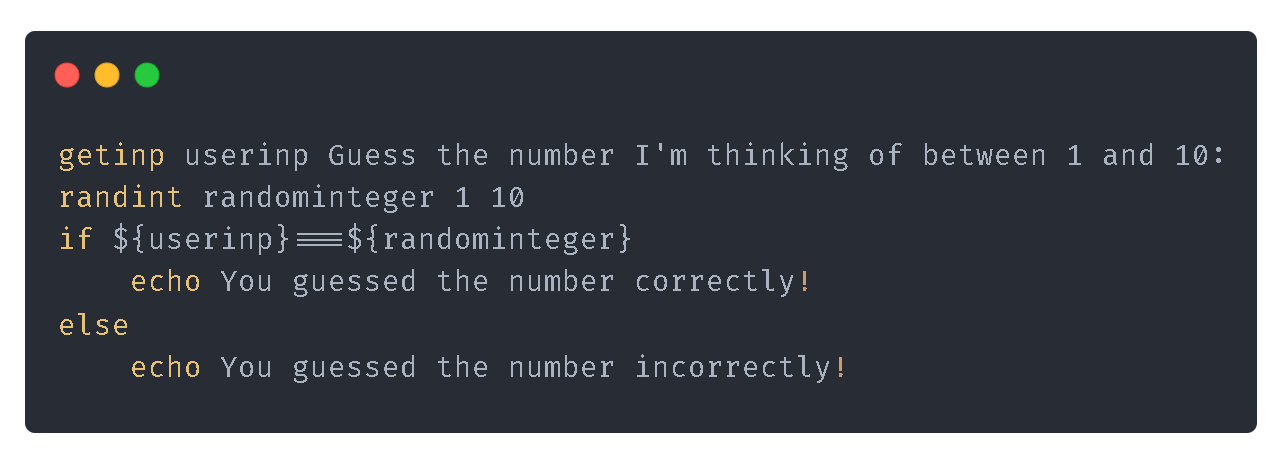 getinp userinp Guess the number I'm thinking of between 1 and 10:
randint randominteger 1 10
if ${userinp}===${randominteger}
    echo You guessed the number correctly!
else
    echo You guessed the number incorrectly!